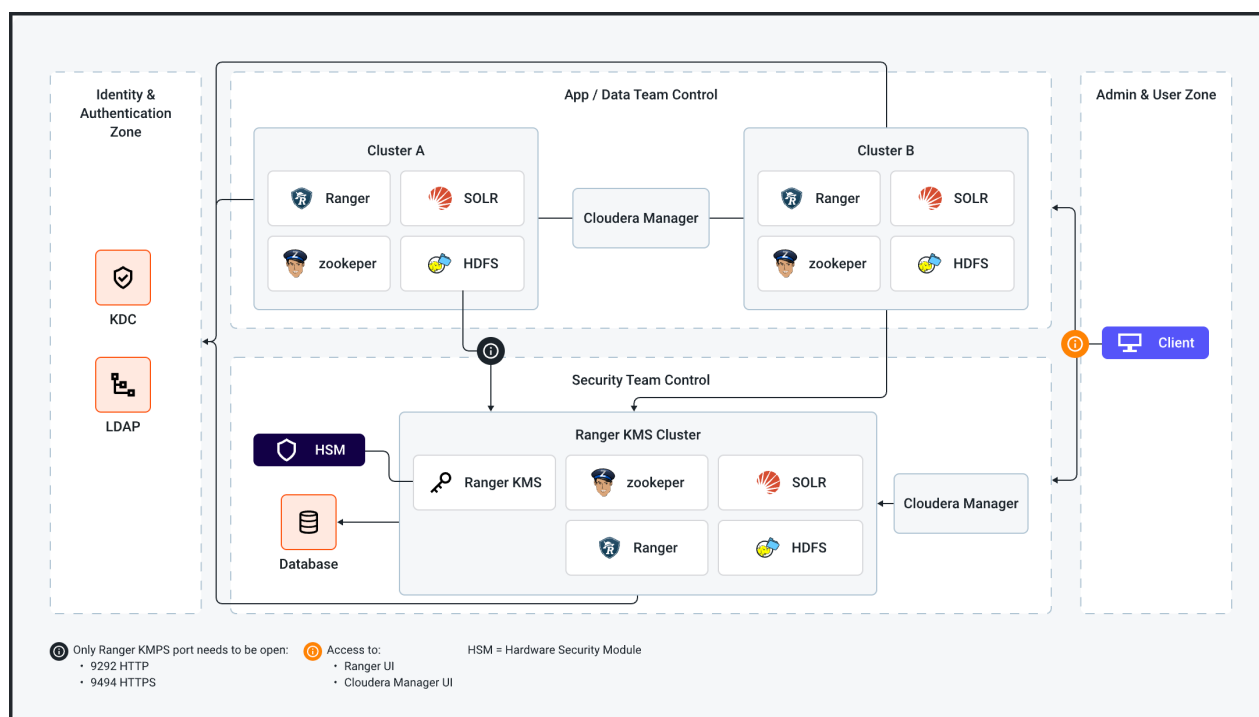 Identity &
Authentication
Zone
KDC
LDAP
App / Data Team Control
Cluster A
Ranger
SOLR
zookeper
HDFS
Cloudera Manager
Cluster B
Ranger
SOLR
zookeper
HDFS
Admin & User Zone
Client
Security Team Control
HSM
Database
Ranger KMS Cluster
Ranger KMS
zookeper
SOLR
Ranger
HDFS
Cloudera Manager
Only Ranger KMPS port needs to be open:
• 9292 HTTP
• 9494 HTTPS
Access to:
• Ranger UI
• Cloudera Manager UI
HSM = Hardware Security Module